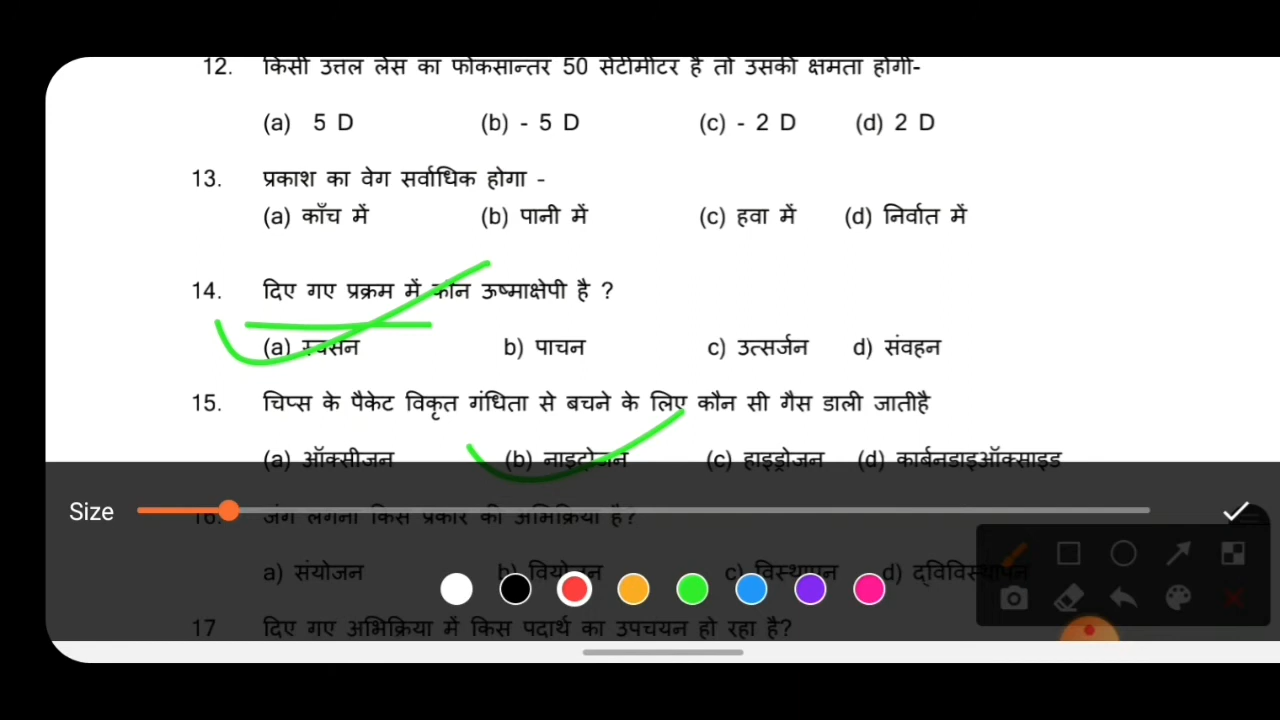 12. किसी उत्तल लेंस का फोकसान्तर 50 सेंटीमीटर है तो उसकी क्षमता होगी-
(a) 5 D (b) - 5 D (c) - 2 D (d) 2 D
13. प्रकाश का वेग सर्वाधिक होगा -
(a) काँच में (b) पानी में (c) हवा में (d) निर्वात में
14. दिए गए प्रक्रम में कौन ऊष्माक्षेपी है ?
(a) स्वसन b) पाचन c) उत्सर्जन d) संवहन
15. चिप्स के पैकेट विकृत गंधिता से बचने के लिए कौन सी गैस डाली जातीहै
(a) ऑक्सीजन (b) नाइट्रोजन (c) हाइड्रोजन (d) कार्बनडाइऑक्साइड
Size
16. जंग लगना किस प्रकार की अभिक्रिया है?
a) संयोजन b) वियोजन c) विस्थापन d) द्विविस्थापन
17 दिए गए अभिक्रिया में किस पदार्थ का उपचयन हो रहा है?